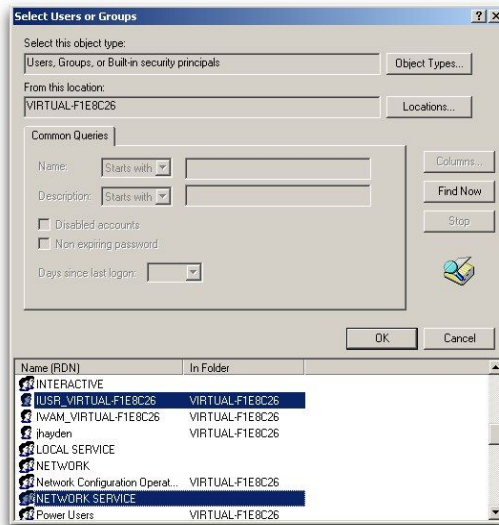 Select Users or Groups
Select this object type:
Users, Groups, or Built-in security principals
Object Types...
From this location:
VIRTUAL-F1E8C26
Locations...
Common Queries
Name:
Starts with
Columns...
Description:
Starts with
Find Now
Disabled accounts
Stop
Non expiring password
Days since last logon:
OK
Cancel
Name (RDN) In Folder
INTERACTIVE
IUSR_VIRTUAL-F1E8C26 VIRTUAL-F1E8C26
IWAM_VIRTUAL-F1E8C26 VIRTUAL-F1E8C26
jhayden VIRTUAL-F1E8C26
LOCAL SERVICE
NETWORK
Network Configuration Operat... VIRTUAL-F1E8C26
NETWORK SERVICE
Power Users VIRTUAL-F1E8C26